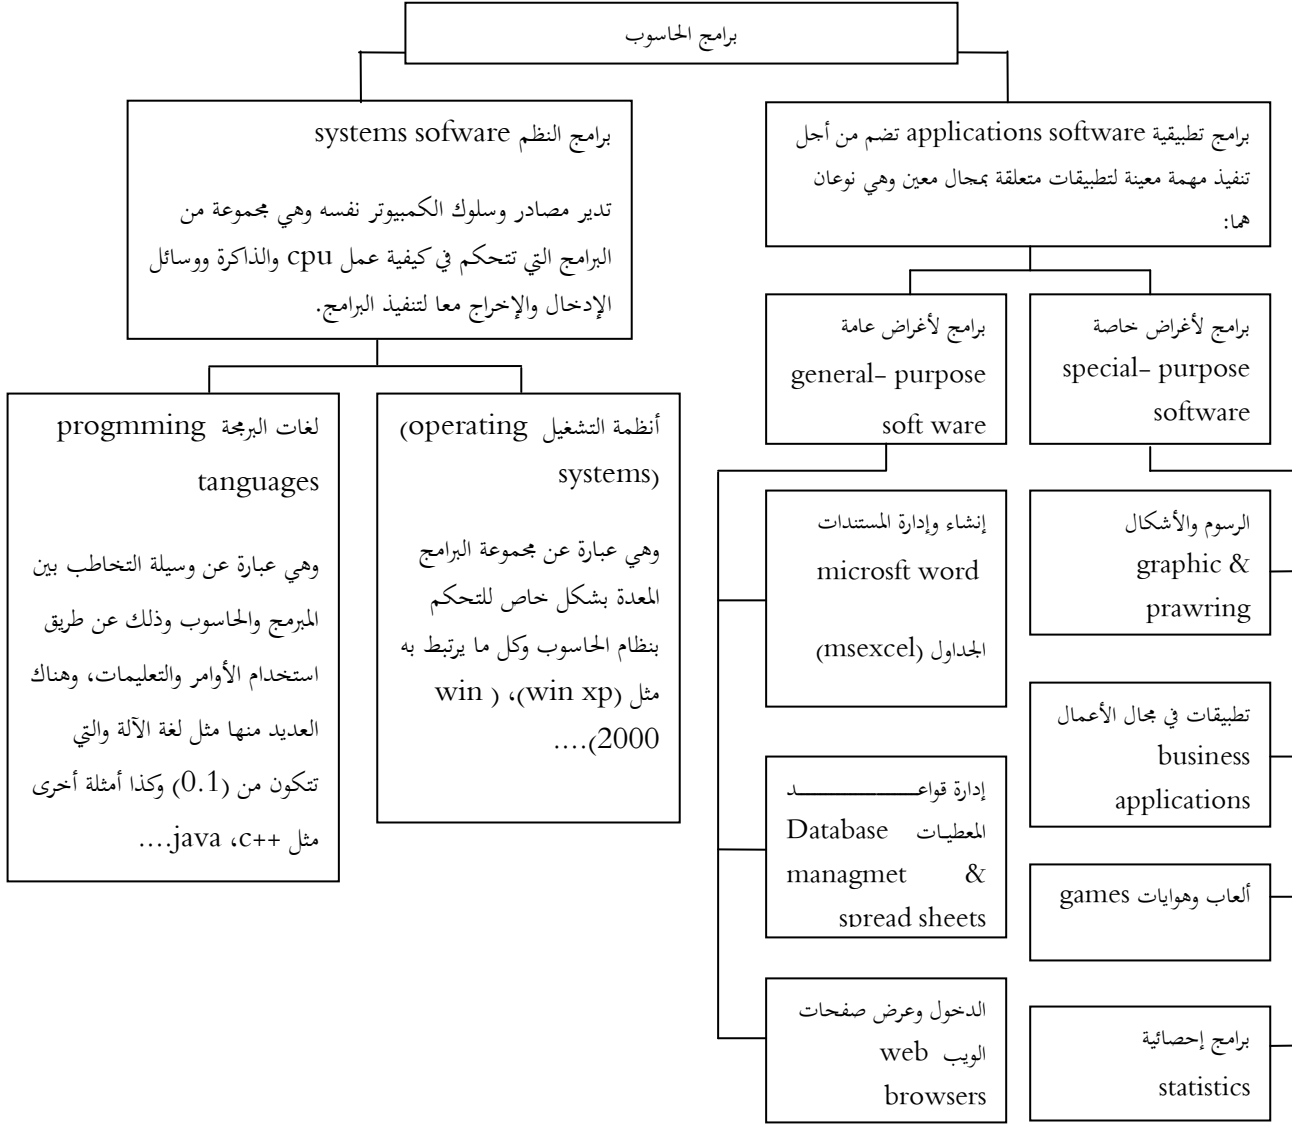 برامج الحاسوب
برامج تطبيقية applications software تضم من أجل
تنفيذ مهمة معينة لتطبيقات متعلقة بمجال معين وهي نوعان
هما:
برامج النظم systems sofware
تدير مصادر وسلوك الكمبيوتر نفسه وهي مجموعة من
البرامج التي تتحكم في كيفية عمل cpu والذاكرة ووسائل
الإدخال والإخراج معا لتنفيذ البرامج.
برامج لأغراض خاصة
special- purpose
software
برامج لأغراض عامة
general- purpose
soft ware
أنظمة التشغيل (operating
systems)
وهي عبارة عن مجموعة البرامج
المعدة بشكل خاص للتحكم
بنظام الحاسوب وكل ما يرتبط به
مثل (win xp)، ( win
2000)....
لغات البرمجة progmming
tanguages
وهي عبارة عن وسيلة التخاطب بين
المبرمج والحاسوب وذلك عن طريق
استخدام الأوامر والتعليمات، وهناك
العديد منها مثل لغة الآلة والتي
تتكون من (0.1) وكذا أمثلة أخرى
مثل c++، java....
الرسوم والأشكال
graphic &
prawring
تطبيقات في مجال الأعمال
business
applications
ألعاب وهوايات games
برامج إحصائية
statistics
إنشاء وإدارة المستندات
microsft word
الجداول (msexcel)
إدارة قواعــــــــــد
المعطيات Database
managmet &
spread sheets
الدخول وعرض صفحات
الويب web
browsers